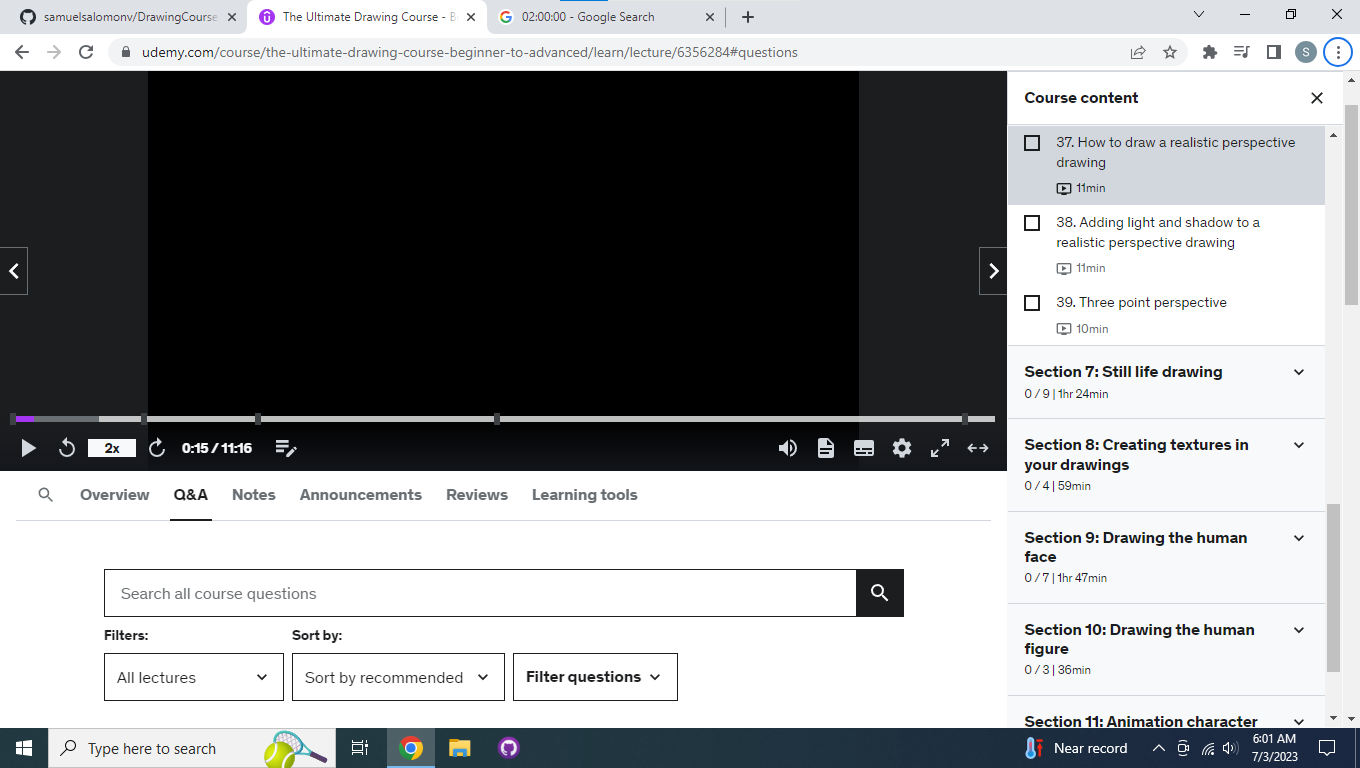 samuelsalomonv/DrawingCourse
The Ultimate Drawing Course - B
02:00:00 - Google Search
udemy.com/course/the-ultimate-drawing-course-beginner-to-advanced/learn/lecture/6356284#questions
S
Course content
37. How to draw a realistic perspective
drawing
11min
38. Adding light and shadow to a
realistic perspective drawing
11min
39. Three point perspective
10min
Section 7: Still life drawing
0 / 9 | 1hr 24min
Section 8: Creating textures in
your drawings
0 / 4 | 59min
Section 9: Drawing the human
face
0 / 7 | 1hr 47min
Section 10: Drawing the human
figure
0 / 3 | 36min
Section 11: Animation character
2x
0:15 / 11:16
Overview
Q&A
Notes
Announcements
Reviews
Learning tools
Search all course questions
Filters:
Sort by:
All lectures
Sort by recommended
Filter questions
Type here to search
Near record
6:01 AM
7/3/2023